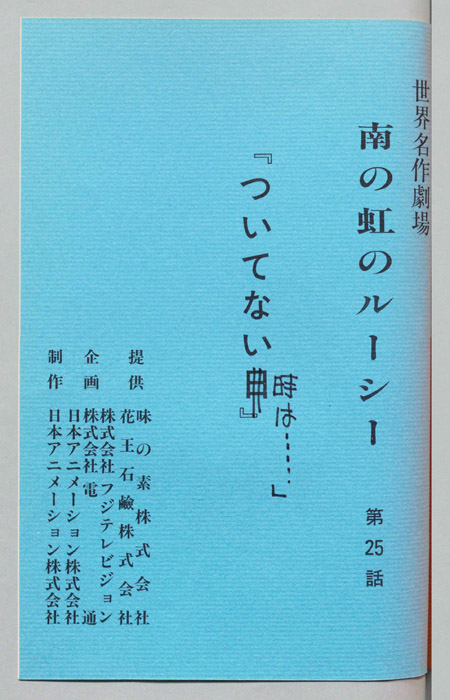 世界名作劇場
南の虹のルーシー 第25話
『ついてない』
時は……」
提供 味の素株式会社
花王石鹼株式会社
株式会社フジテレビジョン
企画 株式会社電通
日本アニメーション株式会社
制作 日本アニメーション株式会社